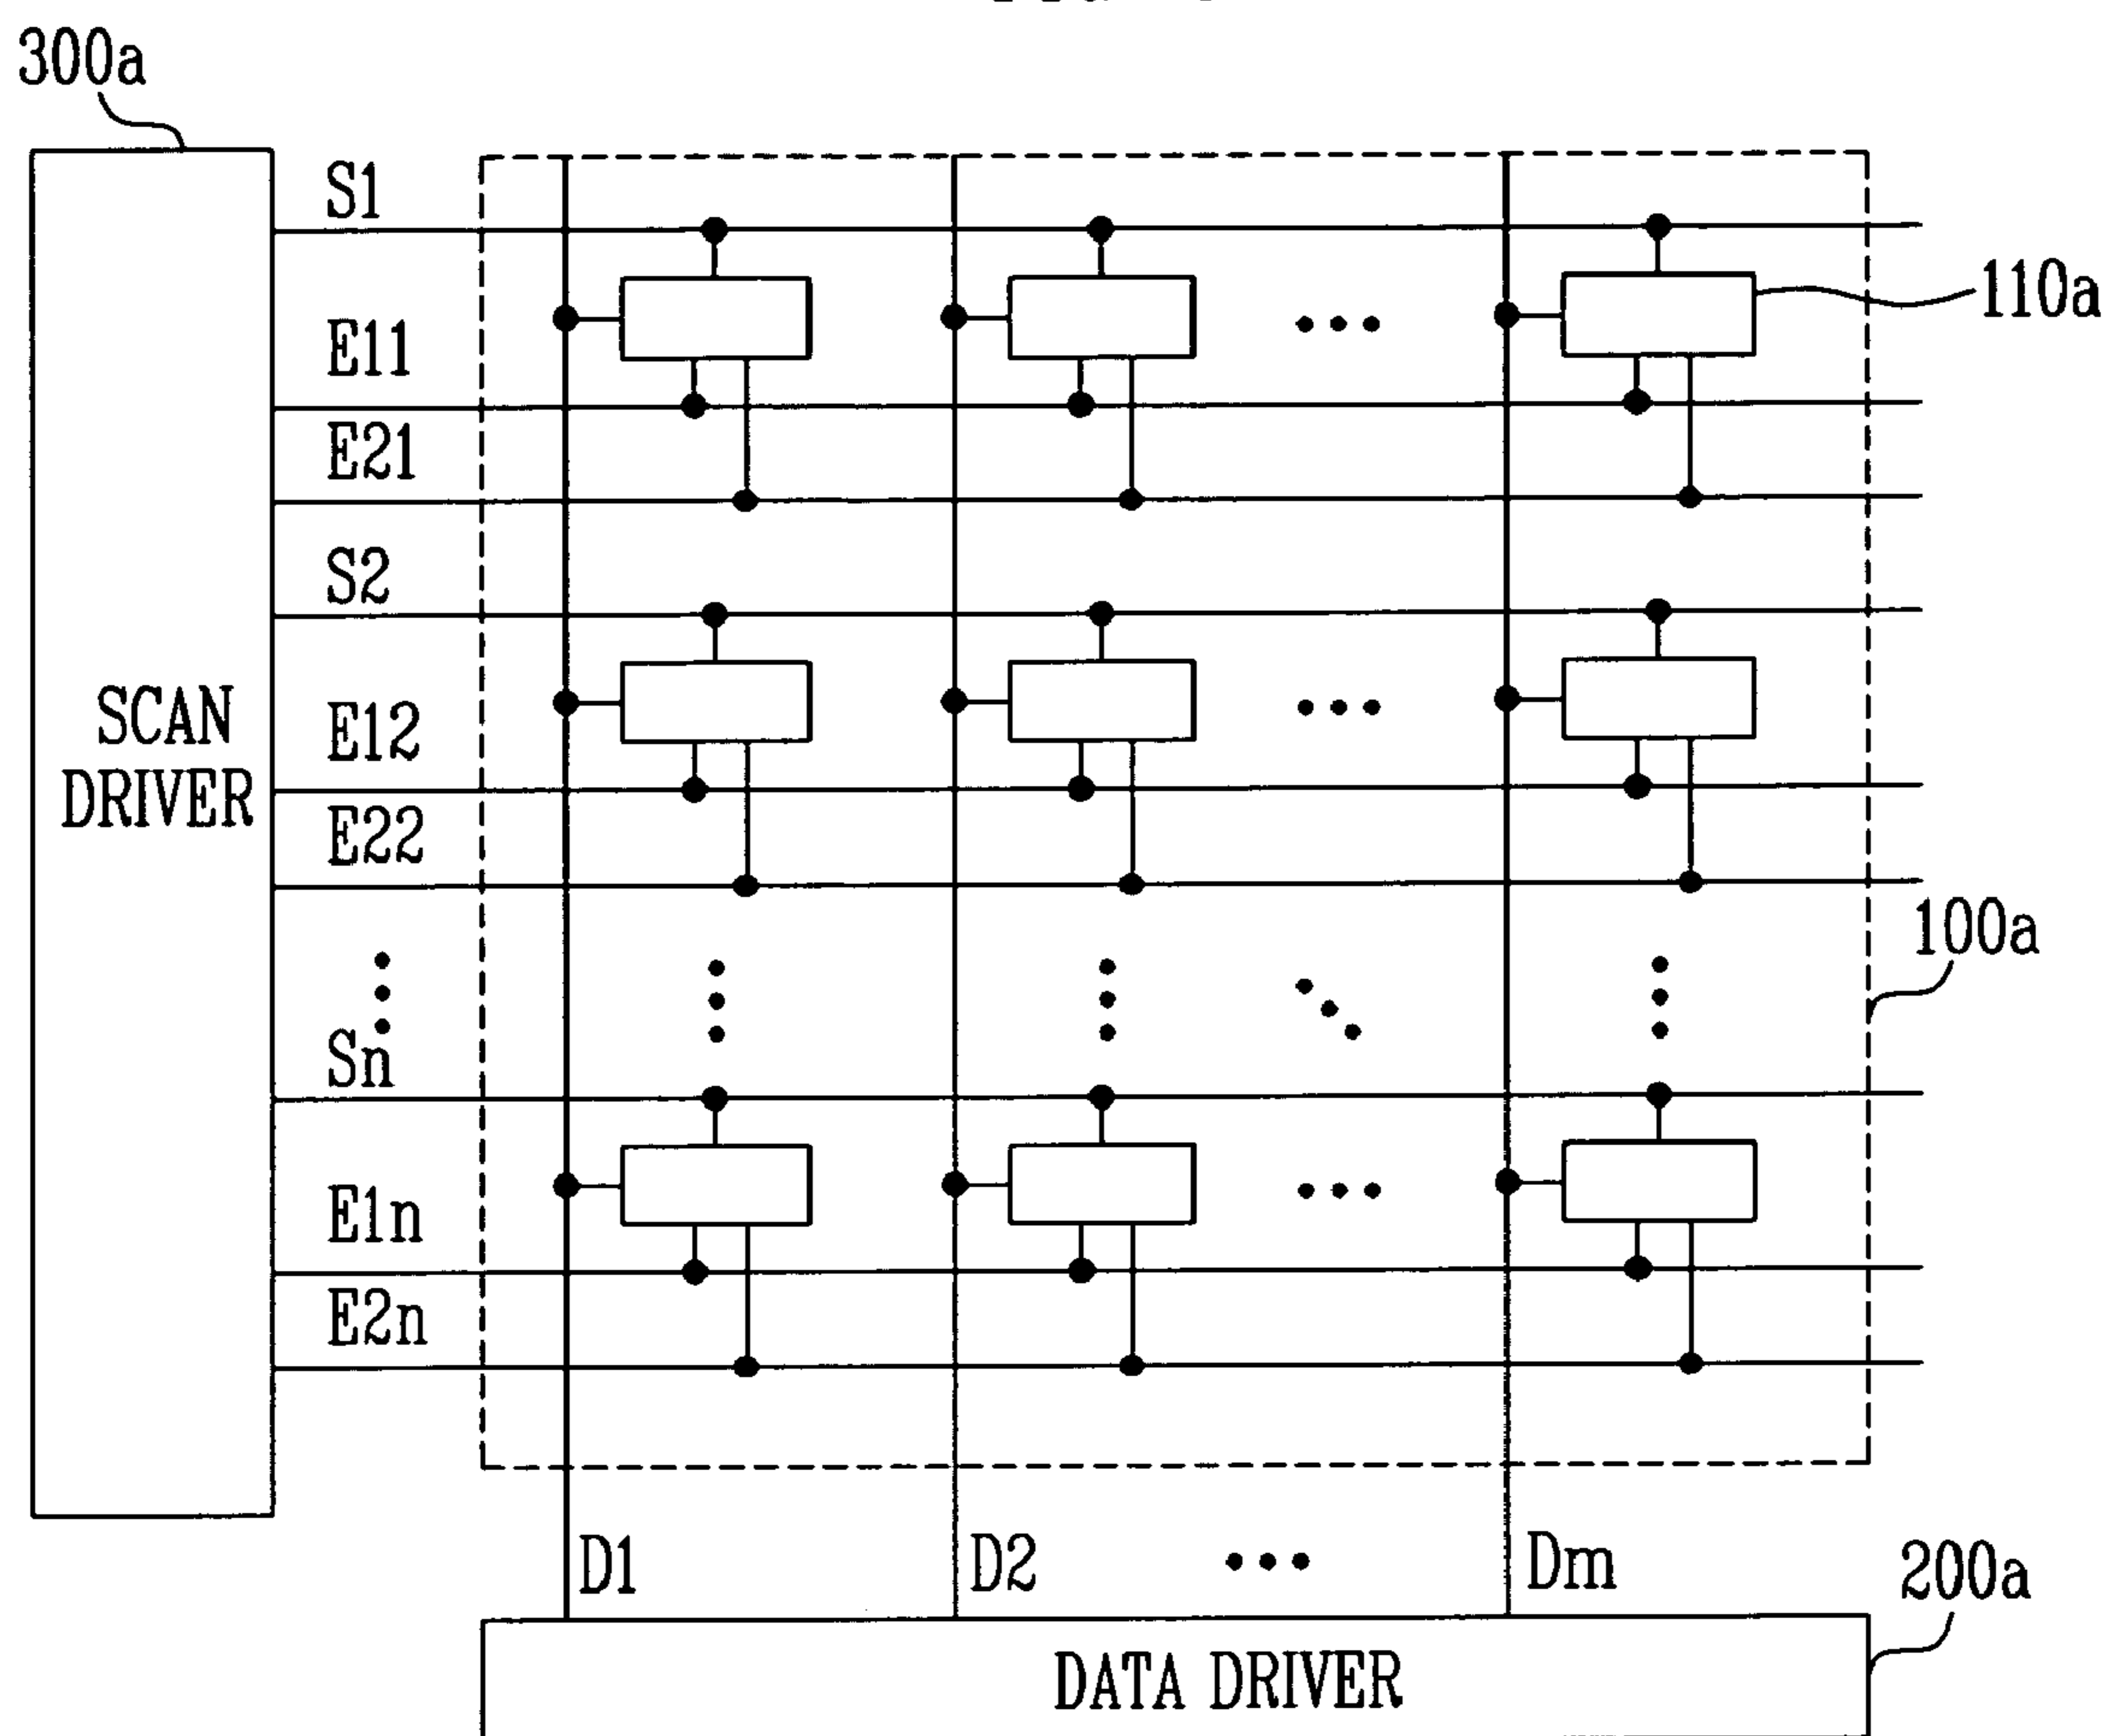 300a
S1
E11
110a
E21
S2
SCAN
DRIVER
E12
E22
100a
Sn
E1n
E2n
D1 D2 Dm
200a
DATA DRIVER